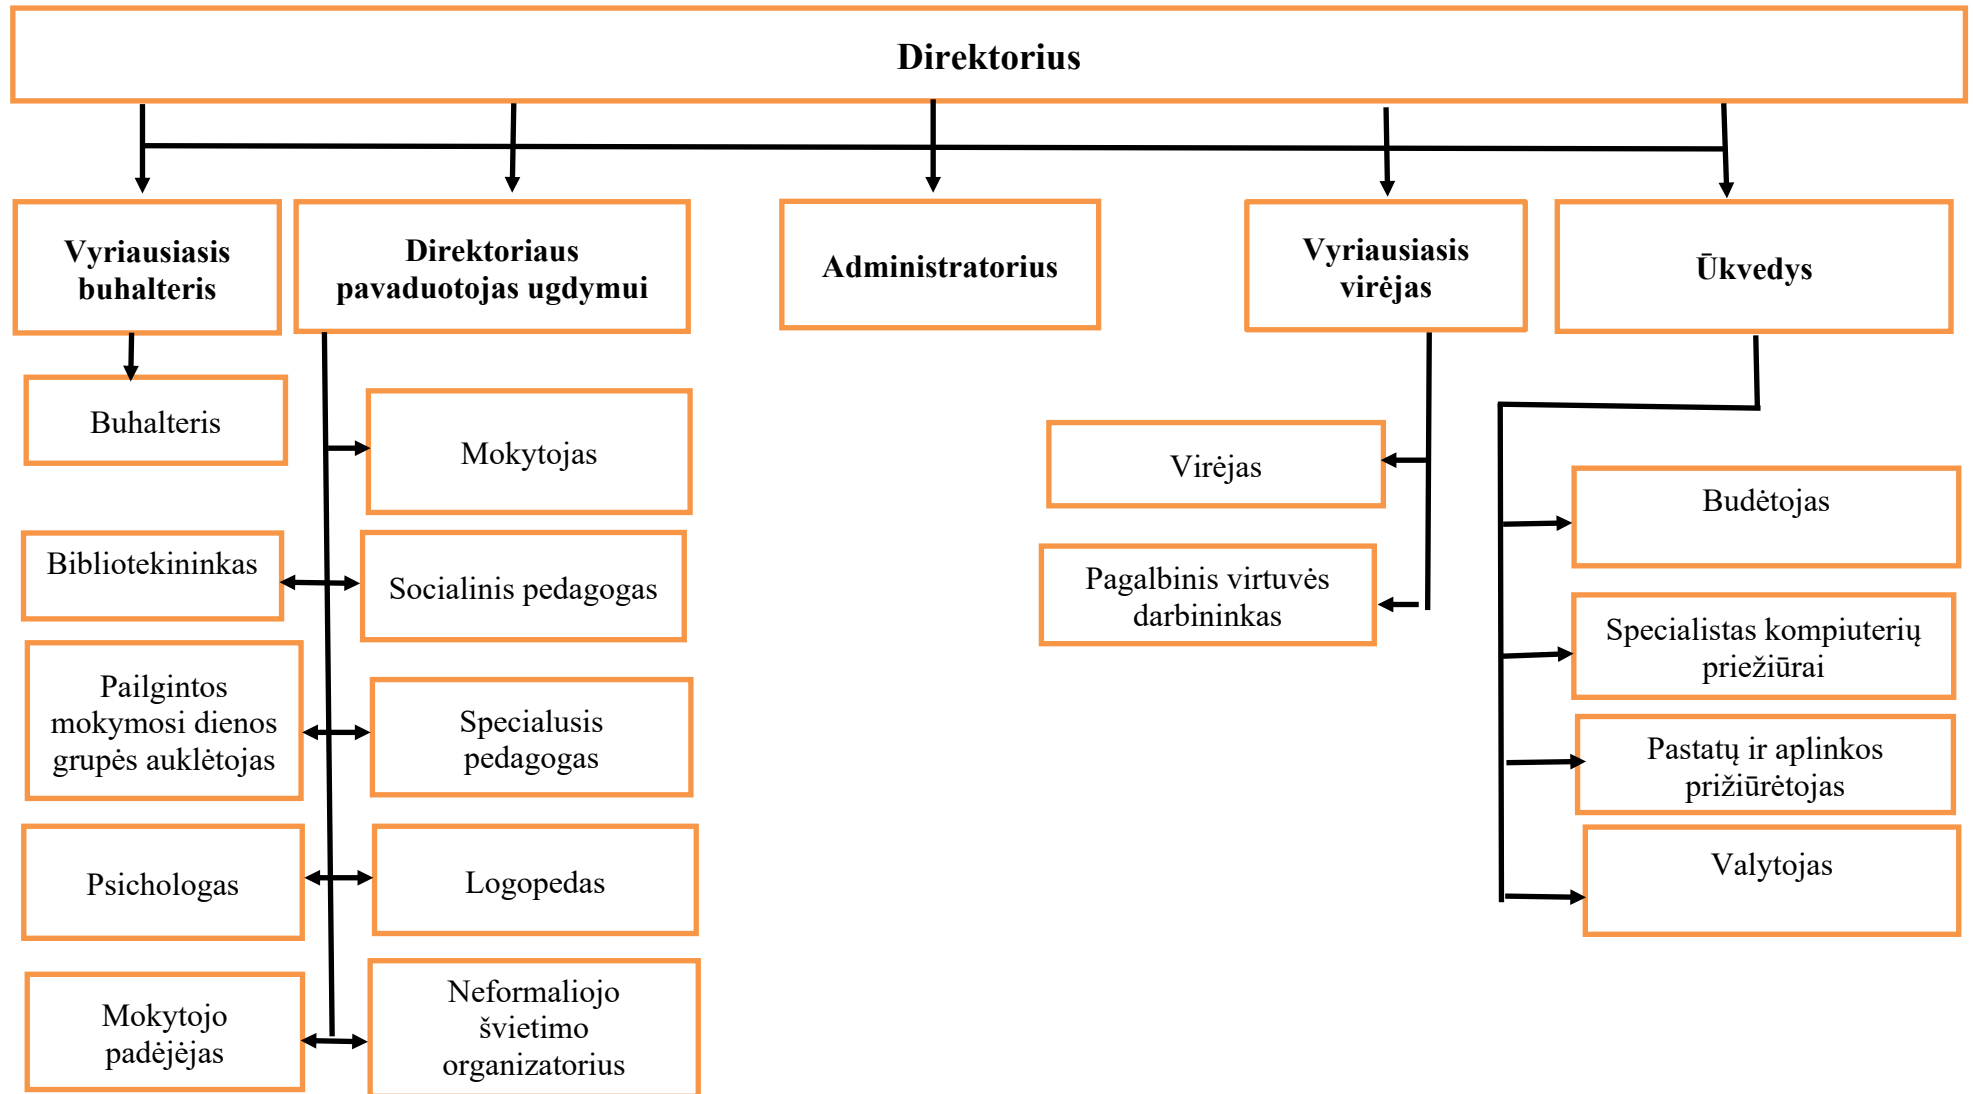 Direktorius
Vyriausiasis
buhalteris
Direktoriaus
pavaduotojas ugdymui
Administratorius
Vyriausiasis
virėjas
Ūkvedys
Buhalteris
Mokytojas
Bibliotekininkas
Socialinis pedagogas
Pailgintos
mokymosi dienos
grupės auklėtojas
Specialusis
pedagogas
Psichologas
Logopedas
Mokytojo
padėjėjas
Neformaliojo
švietimo
organizatorius
Virėjas
Pagalbinis virtuvės
darbininkas
Budėtojas
Specialistas kompiuterių
priežiūrai
Pastatų ir aplinkos
prižiūrėtojas
Valytojas